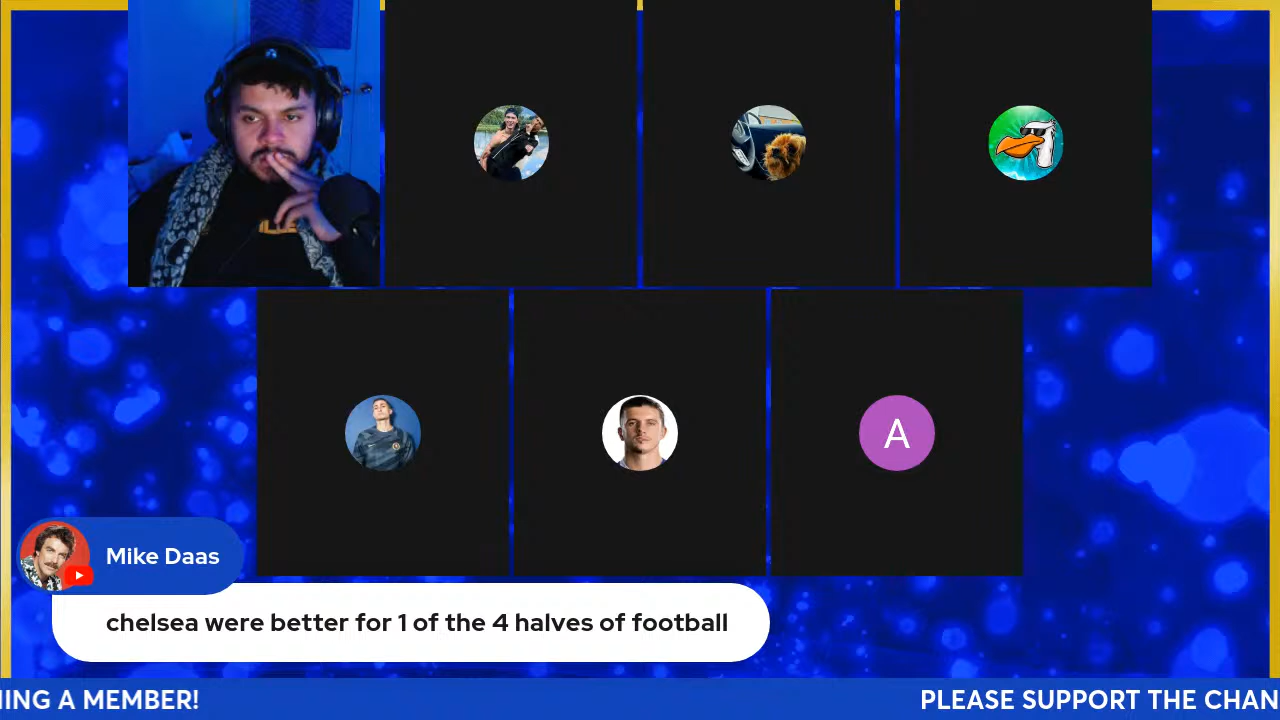 A
Mike Daas
chelsea were better for 1 of the 4 halves of football
ING A MEMBER!
PLEASE SUPPORT THE CHAN